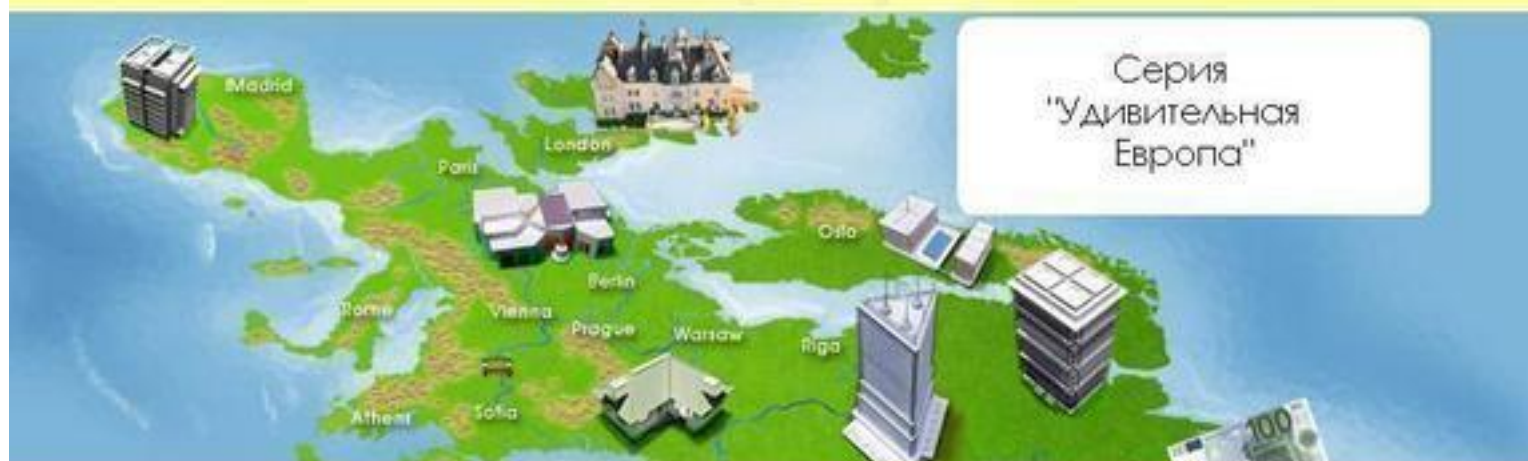 Серия
"Удивительная
Европа"
Madrid
London
Paris
Oslo
Berlin
Rome
Vienna
Prague
Warsaw
Riga
Athens
Sofia
100